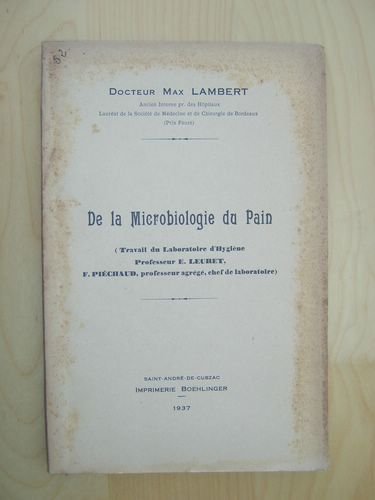 52
DOCTEUR MAX LAMBERT
Ancien Interne pr. des Hôpitaux
Lauréat de la Société de Médecine et de Chirurgie de Bordeaux
(Prix Faure)
De la Microbiologie du Pain
(Travail du Laboratoire d'Hygiène
Professeur E. LEURET,
F. PIÉCHAUD, professeur agrégé, chef de laboratoire)
SAINT-ANDRÉ-DE-CUBZAC
IMPRIMERIE BOEHLINGER
1937